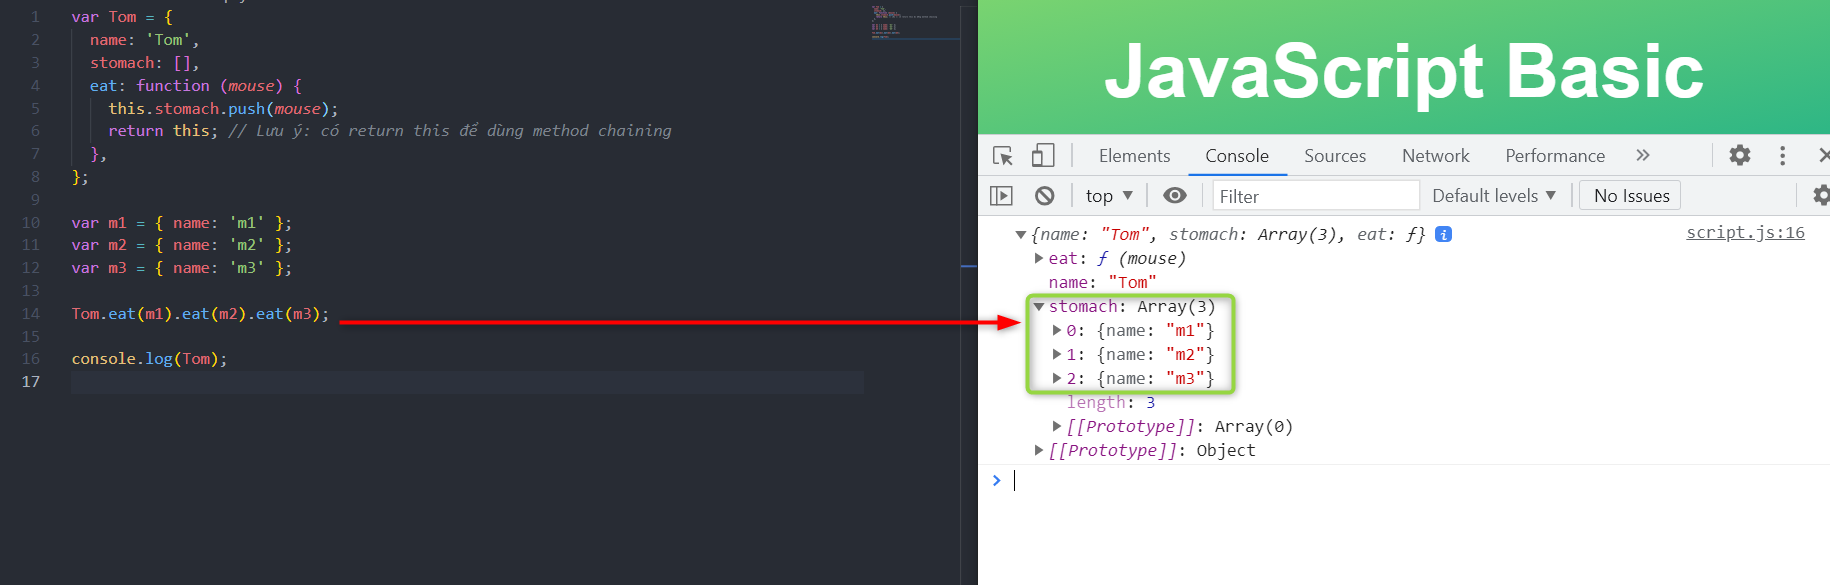 1 var Tom = {
2 name: 'Tom',
3 stomach: [],
4 eat: function (mouse) {
5 this.stomach.push(mouse);
6 return this; // Lưu ý: có return this để dùng method chaining
7 },
8 };
9
10 var m1 = { name: 'm1' };
11 var m2 = { name: 'm2' };
12 var m3 = { name: 'm3' };
13
14 Tom.eat(m1).eat(m2).eat(m3);
15
16 console.log(Tom);
17
JavaScript Basic
Elements Console Sources Network Performance »
top ▼ Filter Default levels ▼ No Issues
▼{name: "Tom", stomach: Array(3), eat: ƒ} i script.js:16
▶eat: ƒ (mouse)
name: "Tom"
▼stomach: Array(3)
▶0: {name: "m1"}
▶1: {name: "m2"}
▶2: {name: "m3"}
length: 3
▶[[Prototype]]: Array(0)
▶[[Prototype]]: Object
>